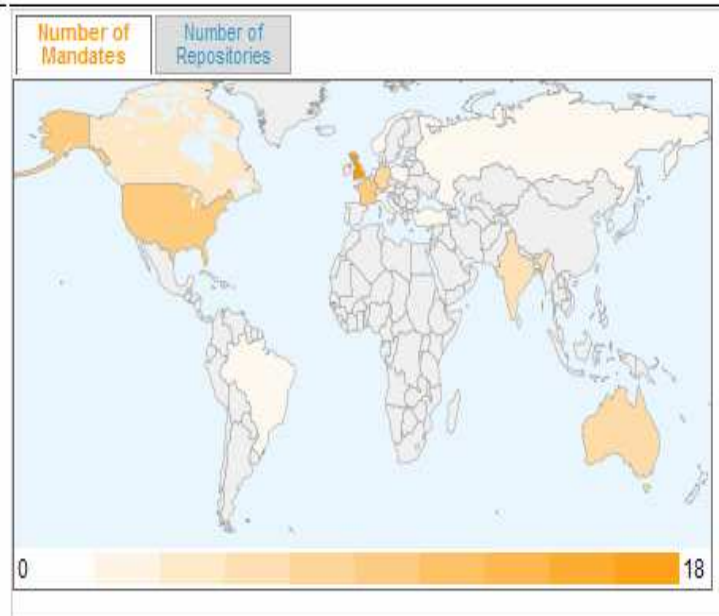 Number of
Mandates
Number of
Repositories
0
18